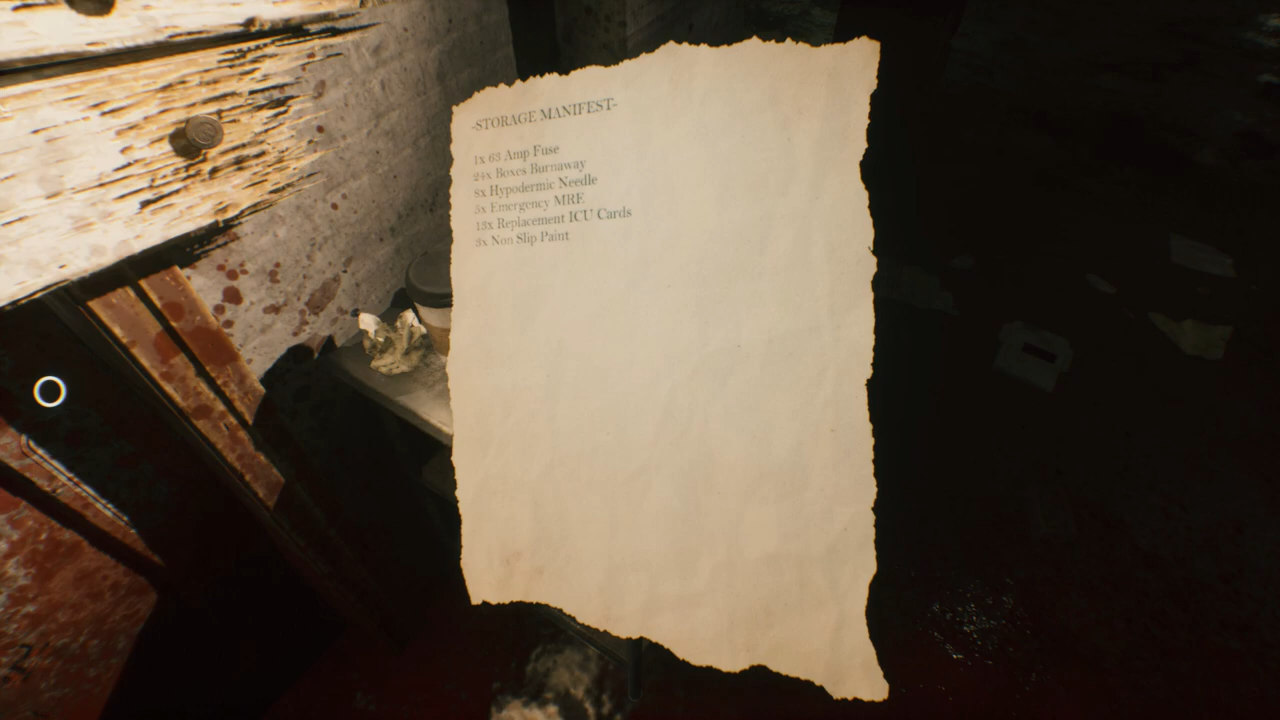 -STORAGE MANIFEST-
1x 63 Amp Fuse
24x Boxes Burnaway
8x Hypodermic Needle
5x Emergency MRE
13x Replacement ICU Cards
3x Non Slip Paint
2